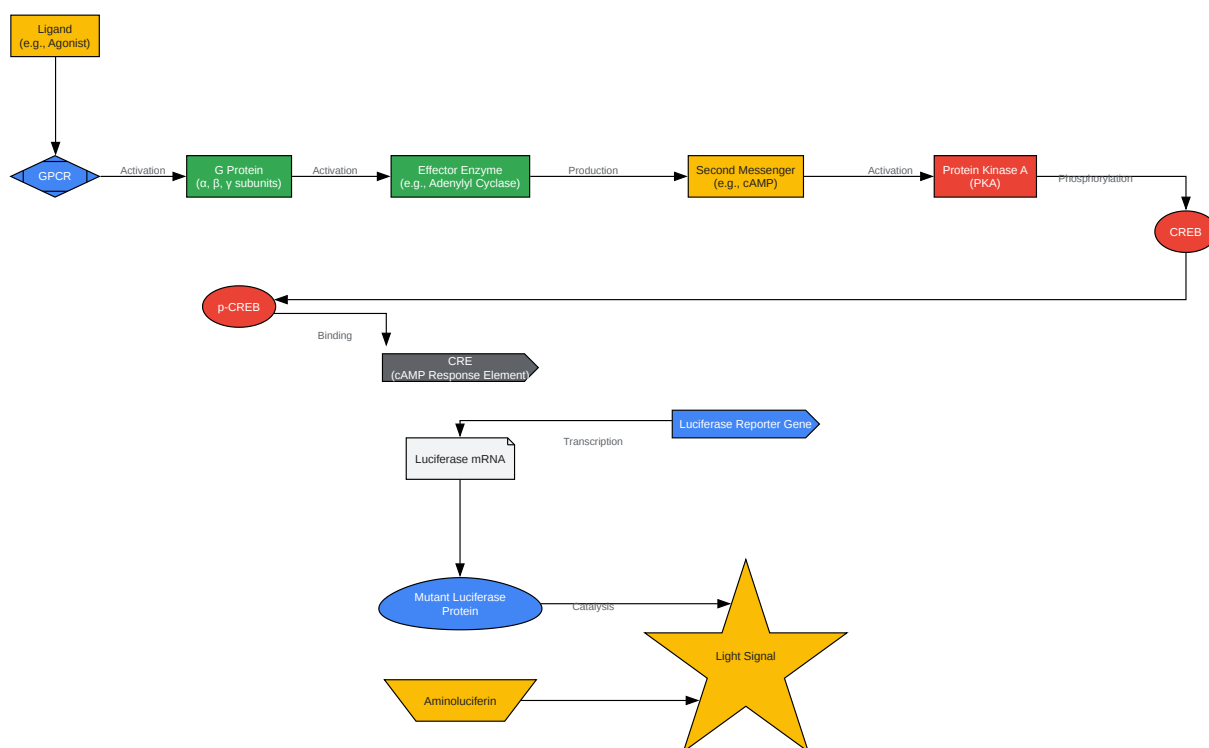 Ligand
(e.g., Agonist)
GPCR
Activation
G Protein
(α, β, γ subunits)
Activation
Effector Enzyme
(e.g., Adenylyl Cyclase)
Production
Second Messenger
(e.g., cAMP)
Activation
Protein Kinase A
(PKA)
Phosphorylation
CREB
p-CREB
Binding
CRE
(cAMP Response Element)
Luciferase Reporter Gene
Transcription
Luciferase mRNA
Mutant Luciferase
Protein
Catalysis
Light Signal
Aminoluciferin